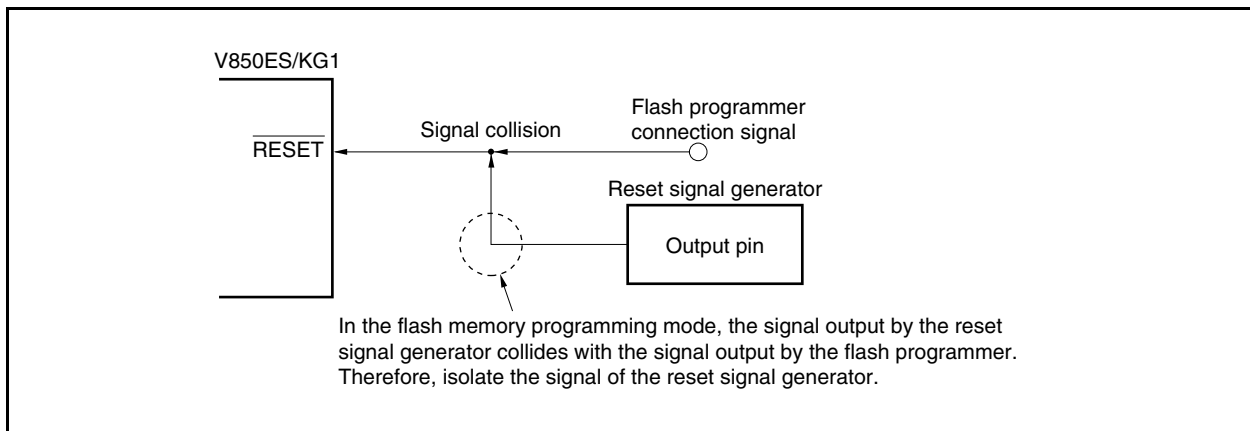 V850ES/KG1
Flash programmer
connection signal
Signal collision
RESET
Reset signal generator
Output pin
In the flash memory programming mode, the signal output by the reset
signal generator collides with the signal output by the flash programmer.
Therefore, isolate the signal of the reset signal generator.